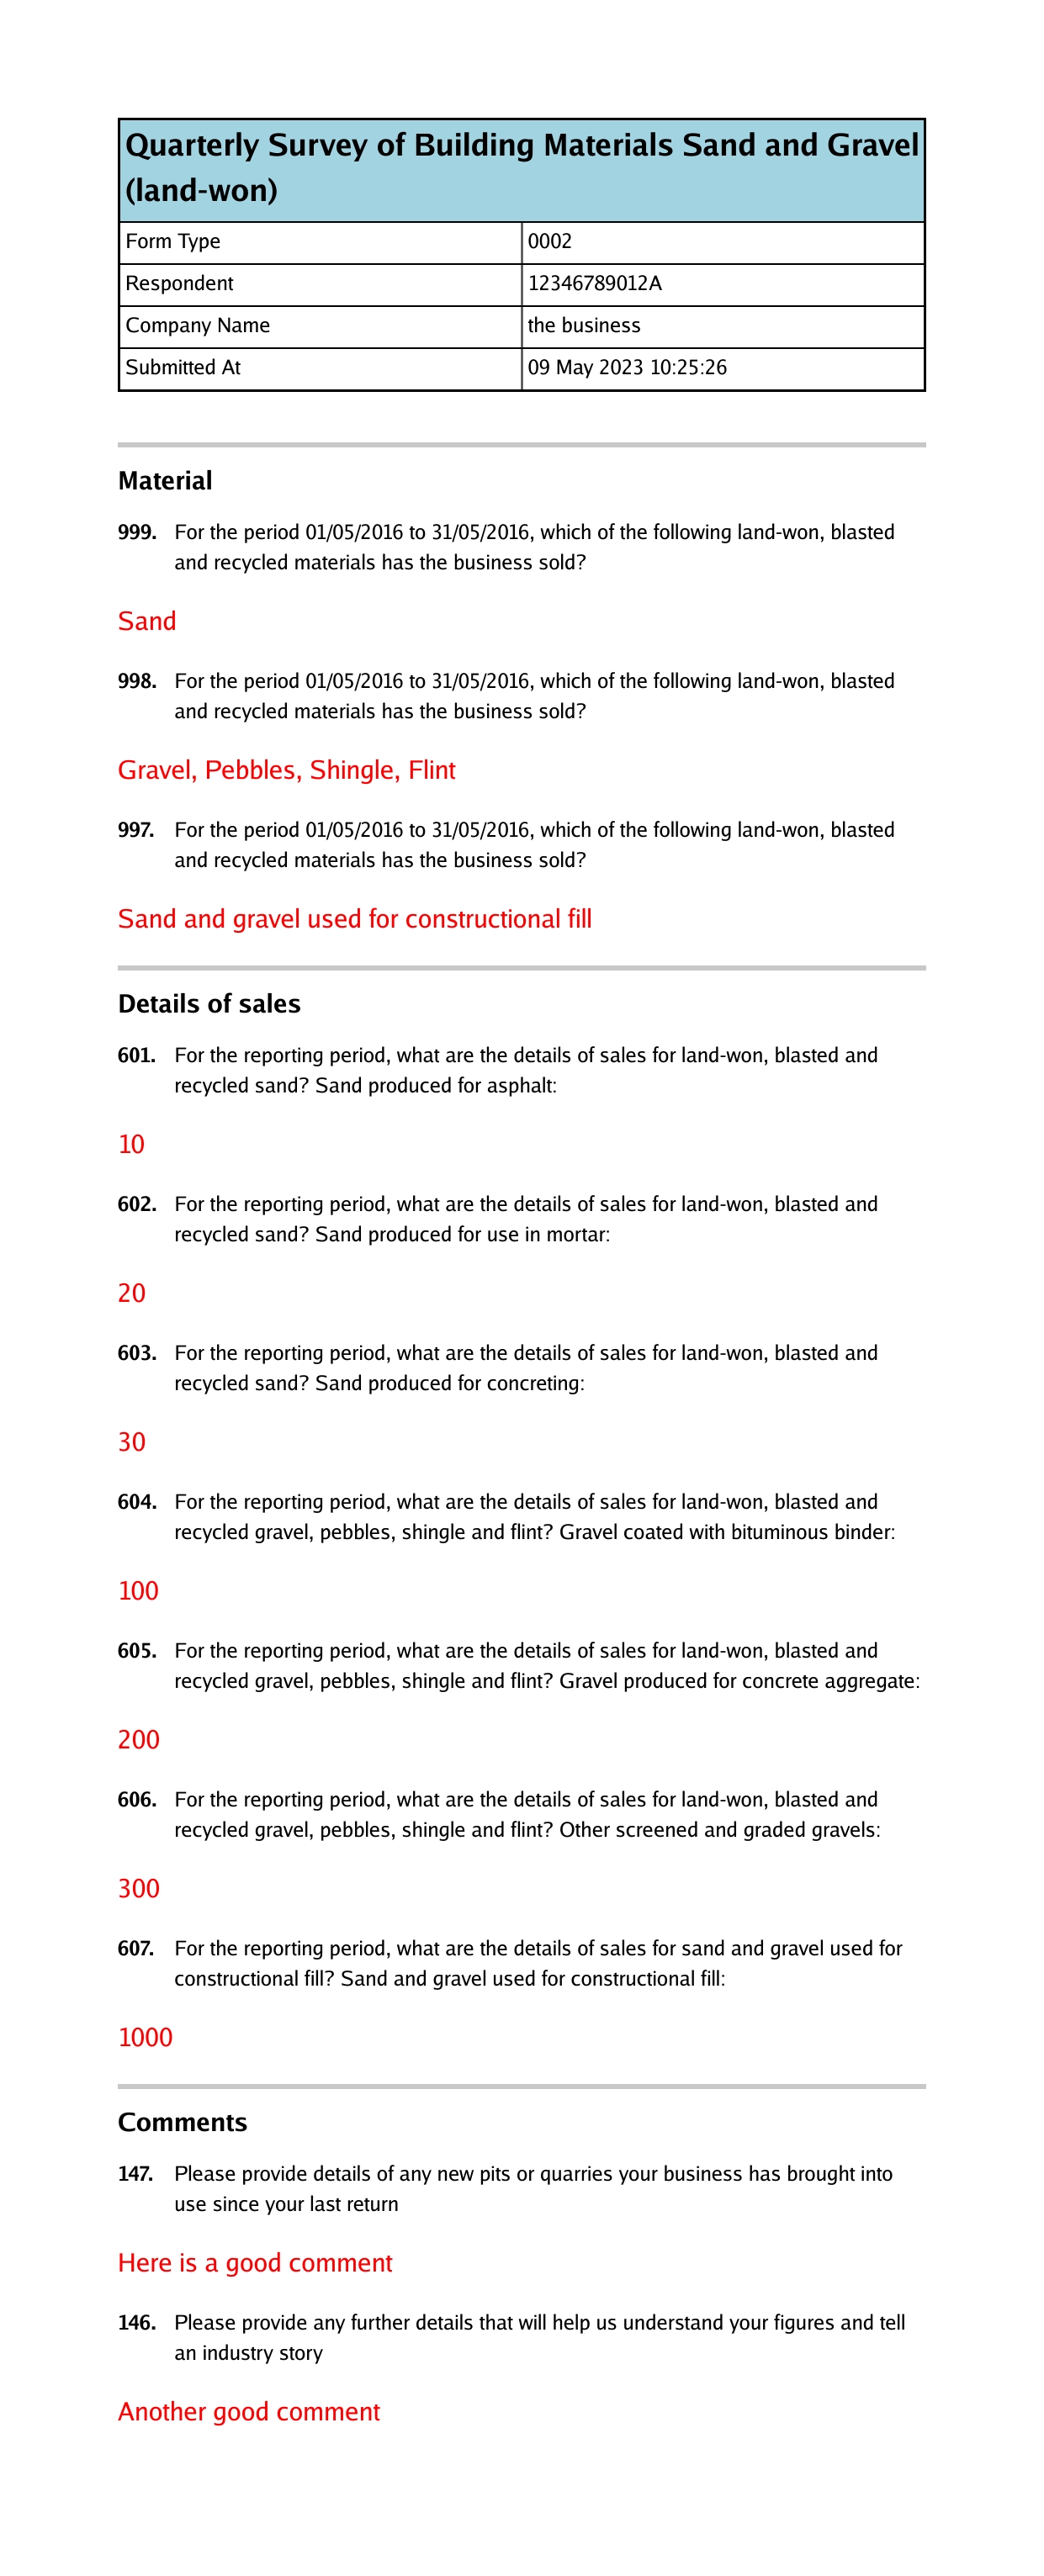 Quarterly Survey of Building Materials Sand and Gravel
(land-won)
Form Type 0002
Respondent 12346789012A
Company Name the business
Submitted At 09 May 2023 10:25:26
Material
999. For the period 01/05/2016 to 31/05/2016, which of the following land-won, blasted
and recycled materials has the business sold?
Sand
998. For the period 01/05/2016 to 31/05/2016, which of the following land-won, blasted
and recycled materials has the business sold?
Gravel, Pebbles, Shingle, Flint
997. For the period 01/05/2016 to 31/05/2016, which of the following land-won, blasted
and recycled materials has the business sold?
Sand and gravel used for constructional fill
Details of sales
601. For the reporting period, what are the details of sales for land-won, blasted and
recycled sand? Sand produced for asphalt:
10
602. For the reporting period, what are the details of sales for land-won, blasted and
recycled sand? Sand produced for use in mortar:
20
603. For the reporting period, what are the details of sales for land-won, blasted and
recycled sand? Sand produced for concreting:
30
604. For the reporting period, what are the details of sales for land-won, blasted and
recycled gravel, pebbles, shingle and flint? Gravel coated with bituminous binder:
100
605. For the reporting period, what are the details of sales for land-won, blasted and
recycled gravel, pebbles, shingle and flint? Gravel produced for concrete aggregate:
200
606. For the reporting period, what are the details of sales for land-won, blasted and
recycled gravel, pebbles, shingle and flint? Other screened and graded gravels:
300
607. For the reporting period, what are the details of sales for sand and gravel used for
constructional fill? Sand and gravel used for constructional fill:
1000
Comments
147. Please provide details of any new pits or quarries your business has brought into
use since your last return
Here is a good comment
146. Please provide any further details that will help us understand your figures and tell
an industry story
Another good comment